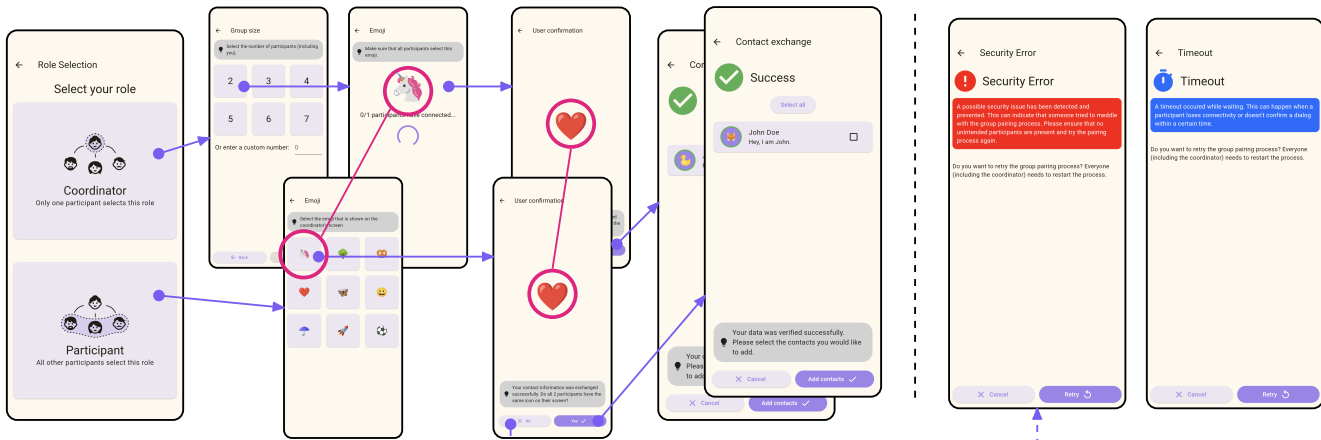 ← Role Selection
Select your role
Coordinator
Only one participant selects this role
Participant
All other participants select this role
← Group size
Select the number of participants (including
you).
2 3 4
5 6 7
Or enter a custom number: 0
← Back
← Emoji
Make sure that all participants select this
emoji.
0/1 participants have connected...
← Emoji
Select the emoji that is shown on the
coordinator's screen
← User confirmation
← User confirmation
Your contact information was exchanged
successfully. Do all 2 participants have the
same icon on their screen?
No
Yes
Cancel
Add contacts
← Contact exchange
Success
Select all
John Doe
Hey, I am John.
Your data was verified successfully.
Please select the contacts you would like
to add.
Cancel
Add contacts
← Security Error
Security Error
A possible security issue has been detected and
prevented. This can indicate that someone tried to meddle
with the group pairing process. Please ensure that no
unintended participants are present and try the pairing
process again.
Do you want to retry the group pairing process? Everyone
(including the coordinator) needs to restart the process.
Cancel
Retry
← Timeout
Timeout
A timeout occured while waiting. This can happen when a
participant loses connectivity or doesn't confirm a dialog
within a certain time.
Do you want to retry the group pairing process? Everyone
(including the coordinator) needs to restart the process.
Cancel
Retry